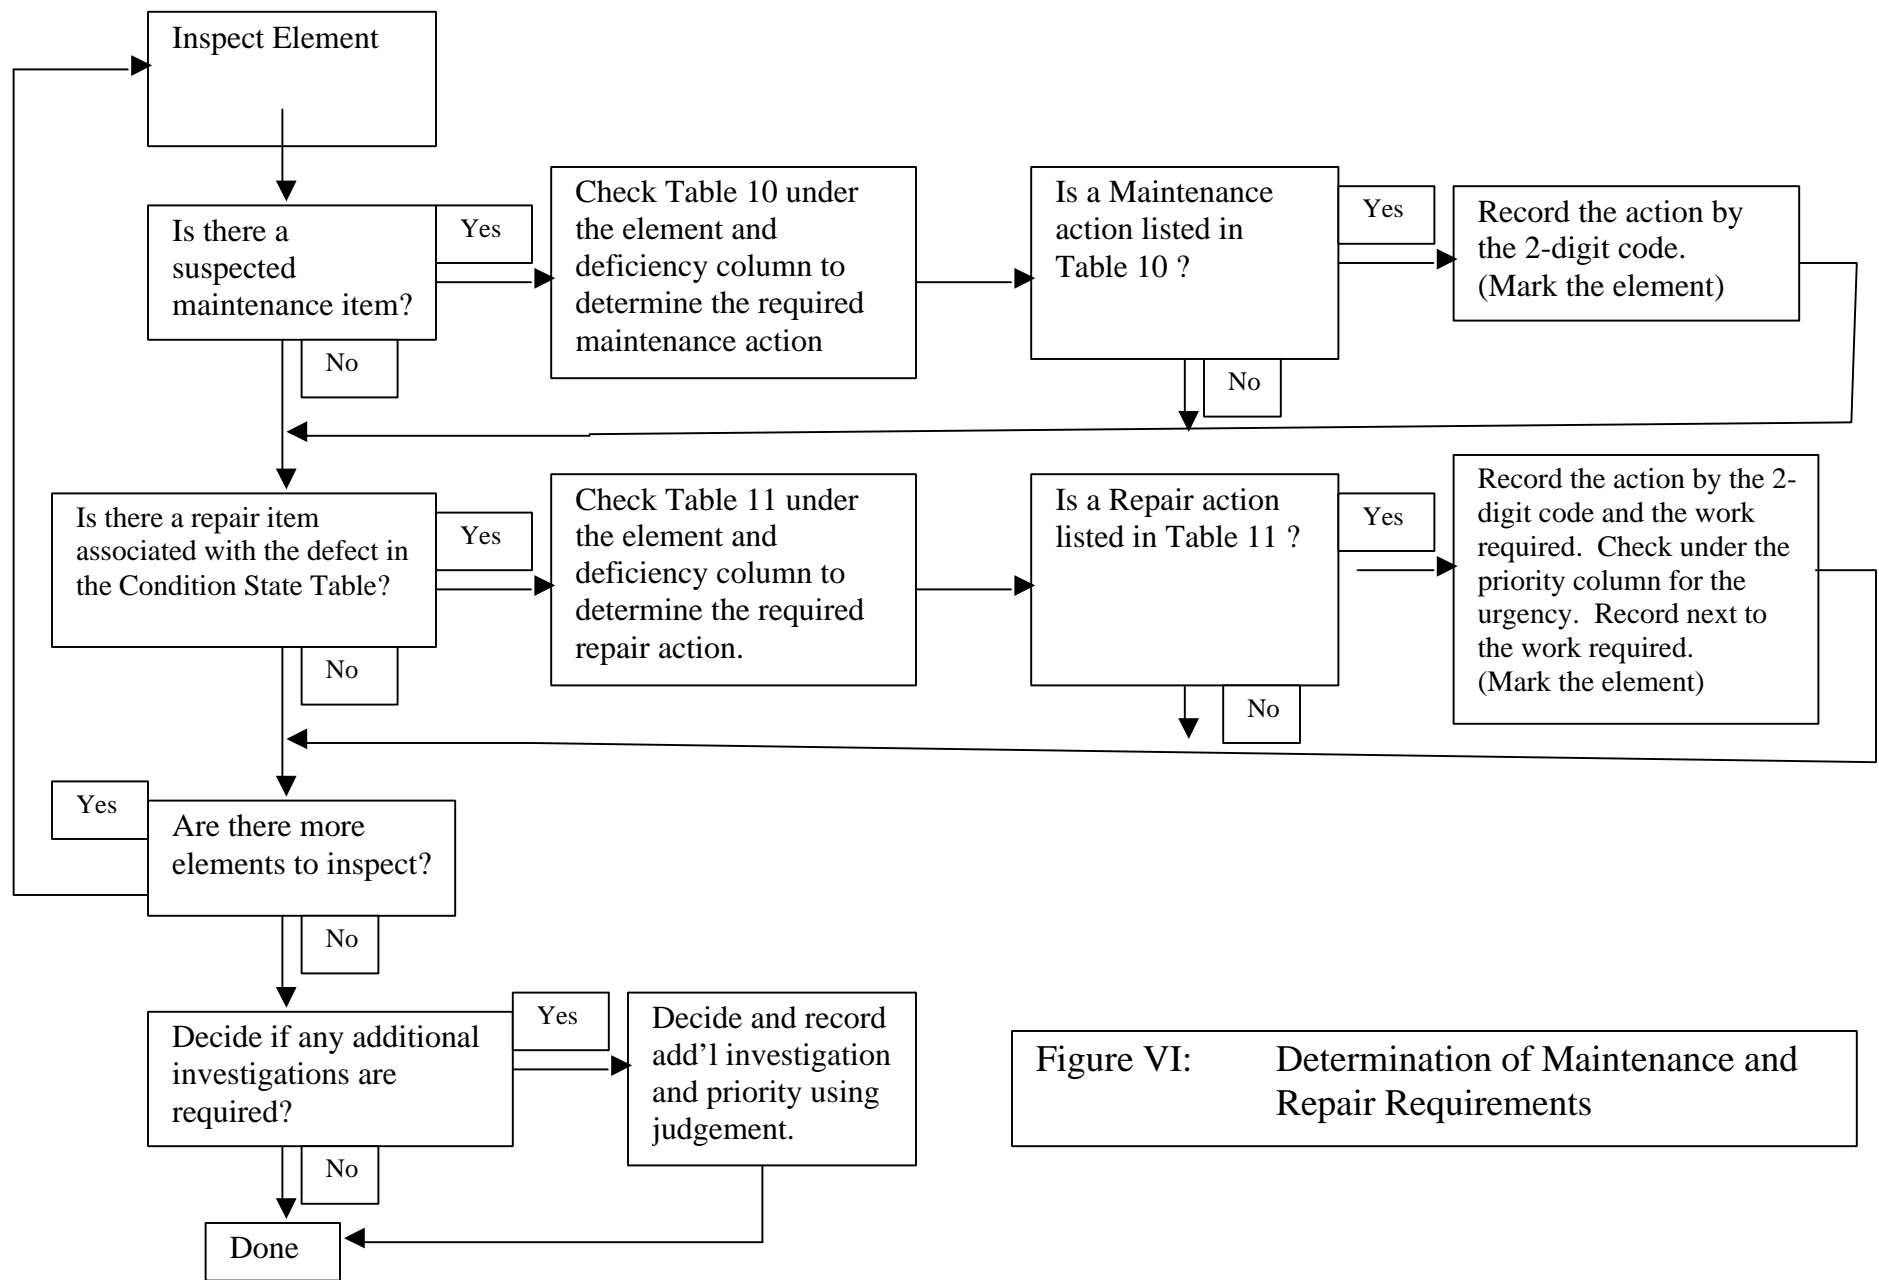 Inspect Element
Is there a
suspected
maintenance item?
Yes
No
Check Table 10 under
the element and
deficiency column to
determine the required
maintenance action
Is a Maintenance
action listed in
Table 10 ?
Yes
No
Record the action by
the 2-digit code.
(Mark the element)
Is there a repair item
associated with the defect in
the Condition State Table?
Yes
No
Check Table 11 under
the element and
deficiency column to
determine the required
repair action.
Is a Repair action
listed in Table 11 ?
Yes
No
Record the action by the 2-
digit code and the work
required.  Check under the
priority column for the
urgency.  Record next to
the work required.
(Mark the element)
Yes
Are there more
elements to inspect?
No
Decide if any additional
investigations are
required?
Yes
No
Decide and record
add’l investigation
and priority using
judgement.
Done
Figure VI: Determination of Maintenance and
Repair Requirements